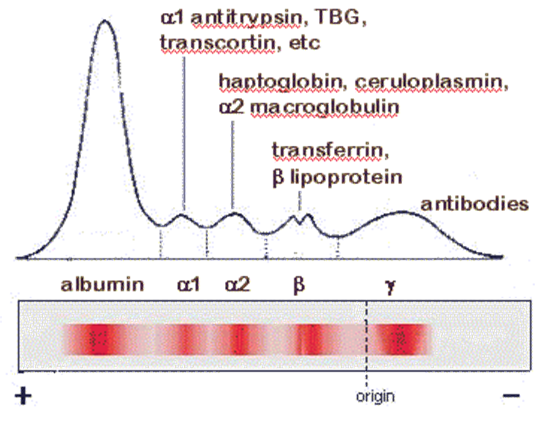 α1 antitrypsin, TBG,
transcortin, etc
haptoglobin, ceruloplasmin,
α2 macroglobulin
transferrin,
β lipoprotein
antibodies
albumin α1 α2 β γ
origin
+ −